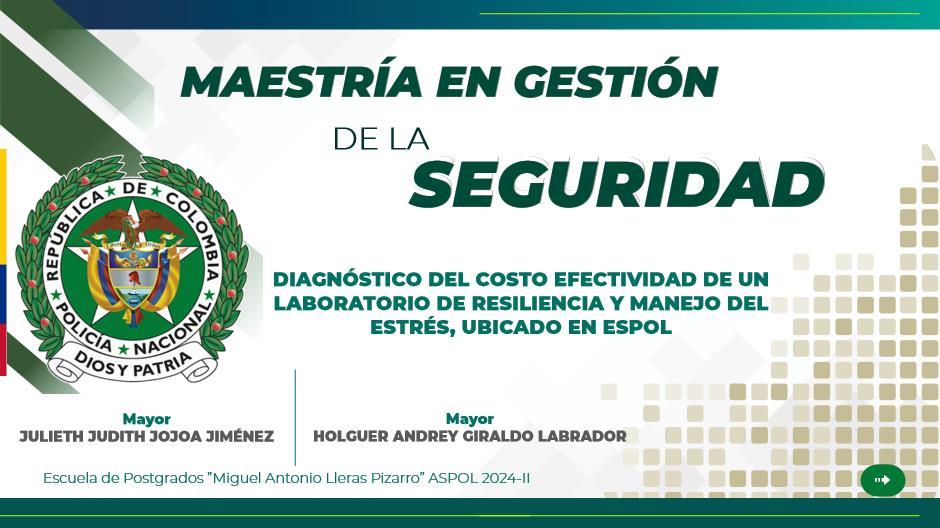 MAESTRÍA EN GESTIÓN
DE LA
SEGURIDAD
REPÚBLICA DE COLOMBIA
POLICÍA NACIONAL
DIOS Y PATRIA
DIAGNÓSTICO DEL COSTO EFECTIVIDAD DE UN
LABORATORIO DE RESILIENCIA Y MANEJO DEL
ESTRÉS, UBICADO EN ESPOL
Mayor
JULIETH JUDITH JOJOA JIMÉNEZ
Mayor
HOLGUER ANDREY GIRALDO LABRADOR
Escuela de Postgrados "Miguel Antonio Lleras Pizarro" ASPOL 2024-II